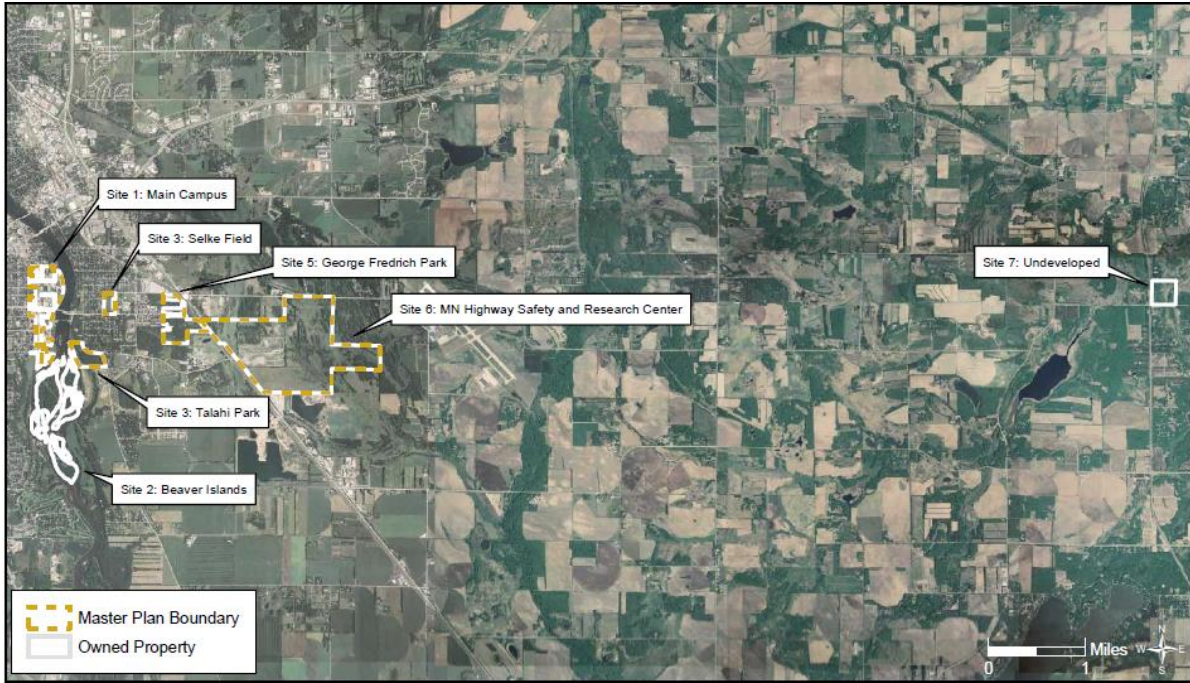 Site 1: Main Campus
Site 3: Selke Field
Site 5: George Fredrich Park
Site 7: Undeveloped
Site 6: MN Highway Safety and Research Center
Site 3: Talahi Park
Site 2: Beaver Islands
Master Plan Boundary
Owned Property
Miles
0 1
N
W E
S